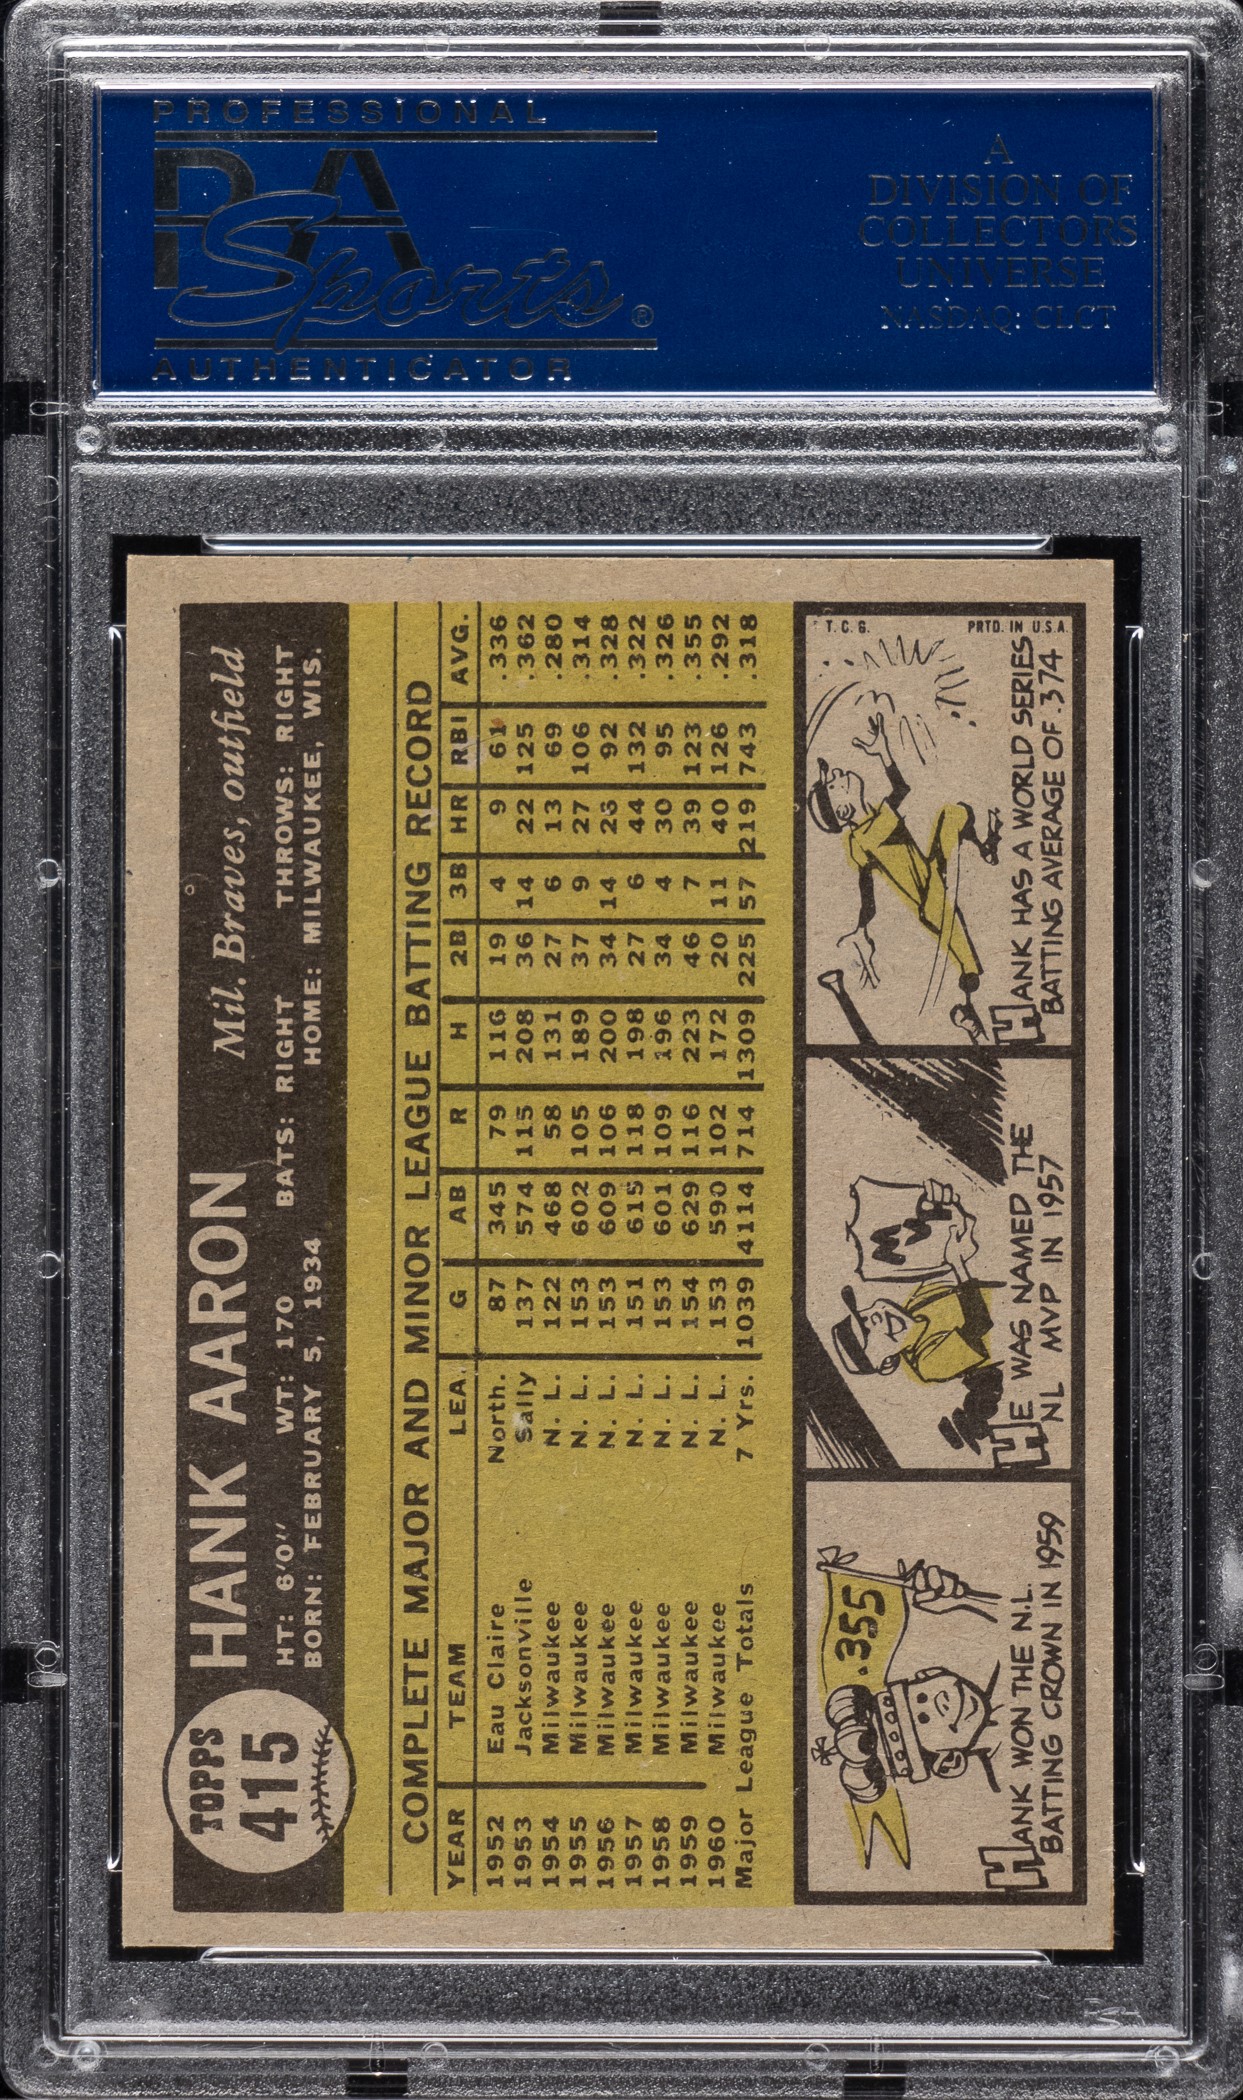 PROFESSIONAL
PSA
Sports®
AUTHENTICATOR
A
DIVISION OF
COLLECTORS
UNIVERSE
NASDAQ: CLCT
TOPPS
415
HANK AARON Mil. Braves, outfield
HT: 6'0" WT: 170 BATS: RIGHT THROWS: RIGHT
BORN: FEBRUARY 5, 1934 HOME: MILWAUKEE, WIS.
COMPLETE MAJOR AND MINOR LEAGUE BATTING RECORD
YEAR TEAM LEA. G AB R H 2B 3B HR RBI AVG.
1952 Eau Claire North. 87 345 79 116 19 4 9 61 .336
1953 Jacksonville Sally 137 574 115 208 36 14 22 125 .362
1954 Milwaukee N. L. 122 468 58 131 27 6 13 69 .280
1955 Milwaukee N. L. 153 602 105 189 37 9 27 106 .314
1956 Milwaukee N. L. 153 609 106 200 34 14 26 92 .328
1957 Milwaukee N. L. 151 615 118 198 27 6 44 132 .322
1958 Milwaukee N. L. 153 601 109 196 34 4 30 95 .326
1959 Milwaukee N. L. 154 629 116 223 46 7 39 123 .355
1960 Milwaukee N. L. 153 590 102 172 20 11 40 126 .292
Major League Totals 7 Yrs. 1039 4114 714 1309 225 57 219 743 .318
.355
HANK WON THE N.L.
BATTING CROWN IN 1959
M
HE WAS NAMED THE
NL MVP IN 1957
T.C.G.
PRTD. IN U.S.A.
HANK HAS A WORLD SERIES
BATTING AVERAGE OF .374